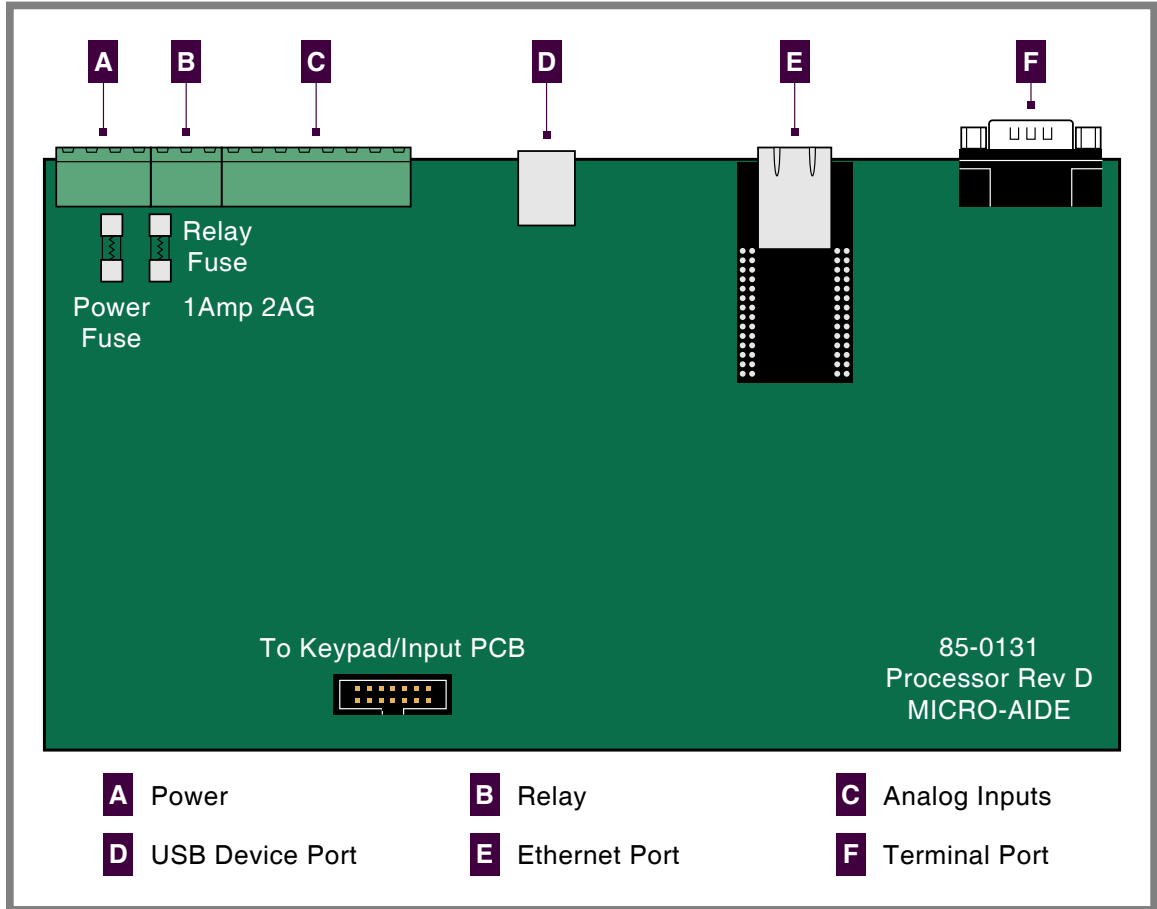 A B C D E F
Relay
Fuse
Power
Fuse
1Amp 2AG
To Keypad/Input PCB
85-0131
Processor Rev D
MICRO-AIDE
A Power
B Relay
C Analog Inputs
D USB Device Port
E Ethernet Port
F Terminal Port